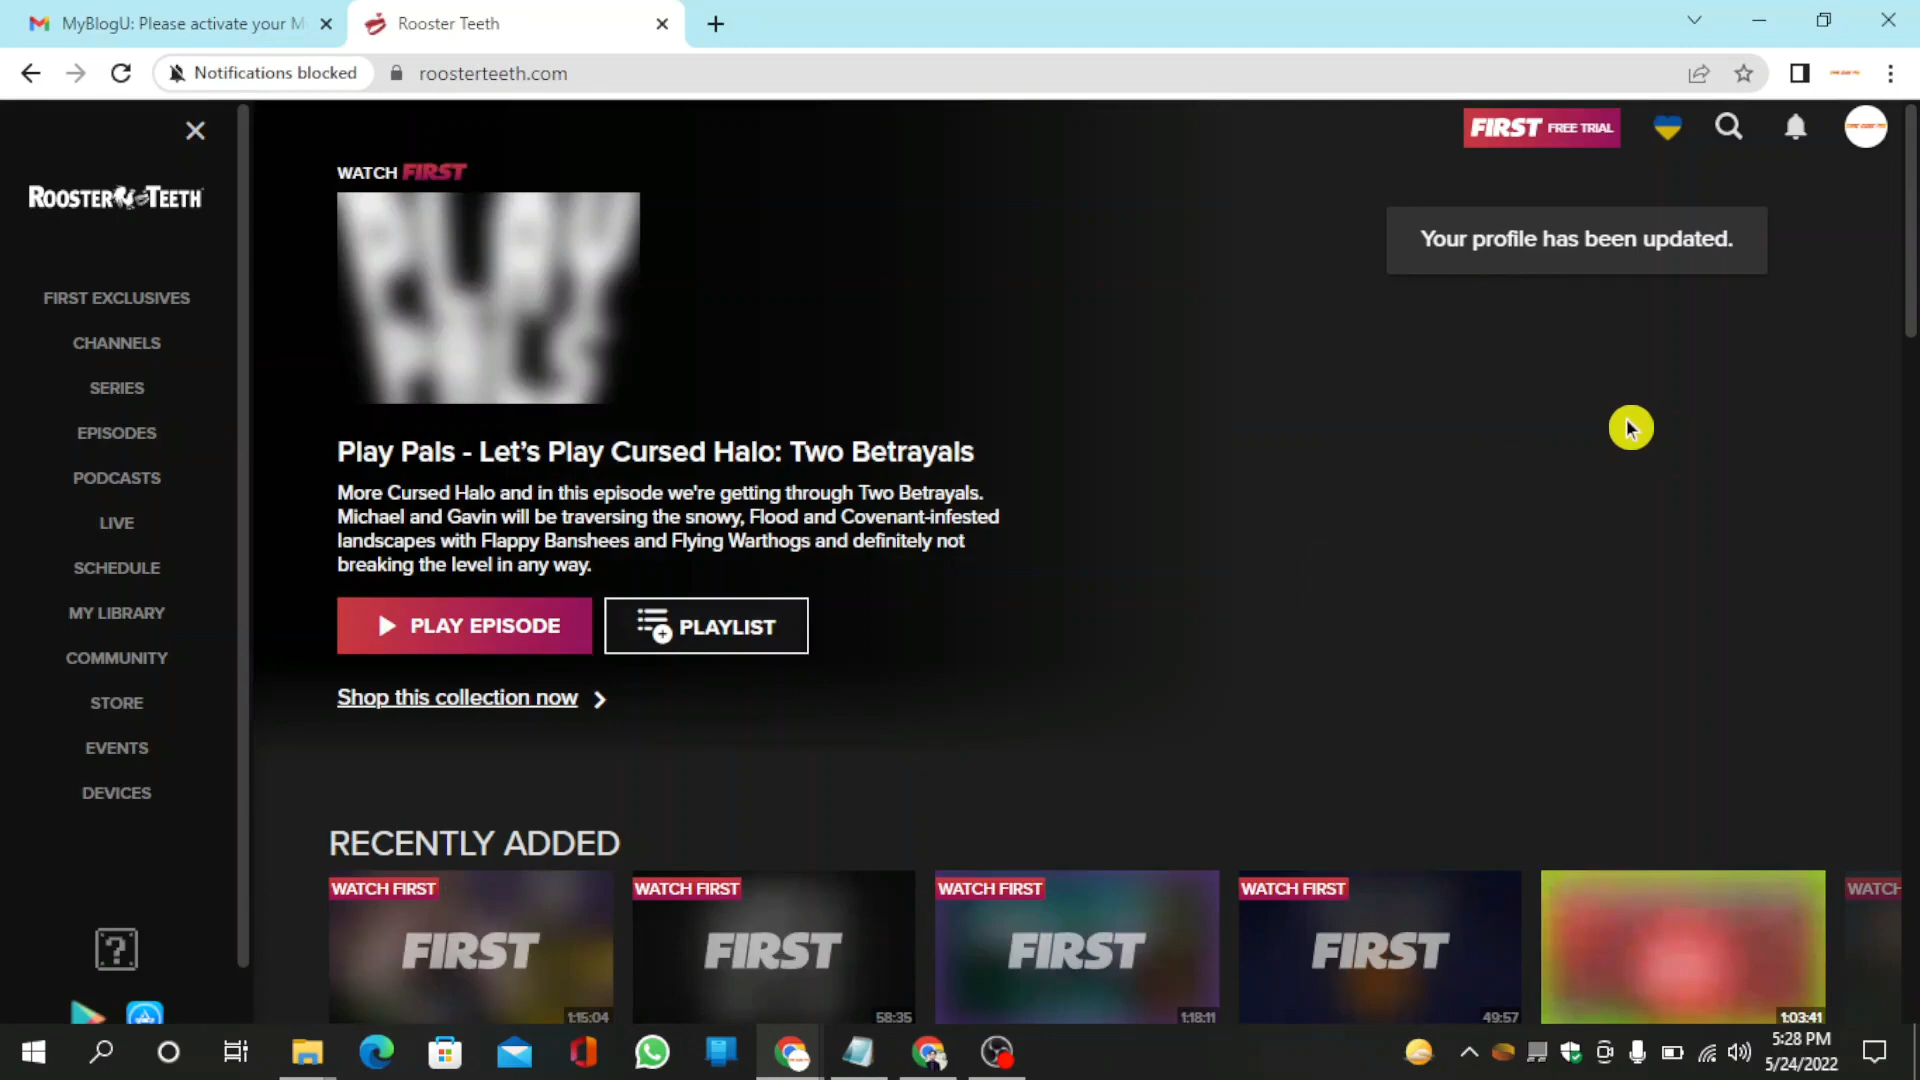 MyBlogU: Please activate your M
Rooster Teeth
Notifications blocked
roosterteeth.com
FIRST FREE TRIAL
ROOSTER TEETH
WATCH FIRST
Your profile has been updated.
FIRST EXCLUSIVES
CHANNELS
SERIES
EPISODES
PODCASTS
LIVE
SCHEDULE
MY LIBRARY
COMMUNITY
STORE
EVENTS
DEVICES
Play Pals - Let’s Play Cursed Halo: Two Betrayals
More Cursed Halo and in this episode we're getting through Two Betrayals.
Michael and Gavin will be traversing the snowy, Flood and Covenant-infested
landscapes with Flappy Banshees and Flying Warthogs and definitely not
breaking the level in any way.
PLAY EPISODE
PLAYLIST
Shop this collection now
RECENTLY ADDED
WATCH FIRST
FIRST
1:15:04
WATCH FIRST
FIRST
58:35
WATCH FIRST
FIRST
1:18:11
WATCH FIRST
FIRST
49:57
1:03:41
WATCH
5:28 PM
5/24/2022